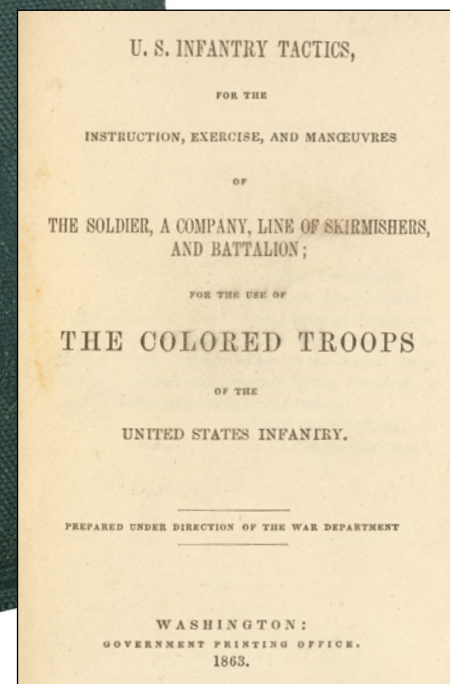 U. S. INFANTRY TACTICS,
FOR THE
INSTRUCTION, EXERCISE, AND MANŒUVRES
OF
THE SOLDIER, A COMPANY, LINE OF SKIRMISHERS,
AND BATTALION;
FOR THE USE OF
THE COLORED TROOPS
OF THE
UNITED STATES INFANTRY.
PREPARED UNDER DIRECTION OF THE WAR DEPARTMENT
WASHINGTON:
GOVERNMENT PRINTING OFFICE.
1863.